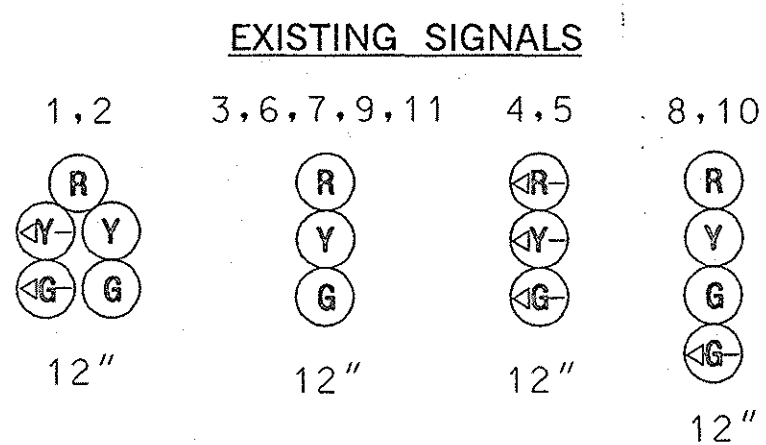 EXISTING SIGNALS
1,2 3,6,7,9,11 4,5 8,10
R R R R
Y Y Y Y Y
G G G G G
G
12" 12" 12"
12"